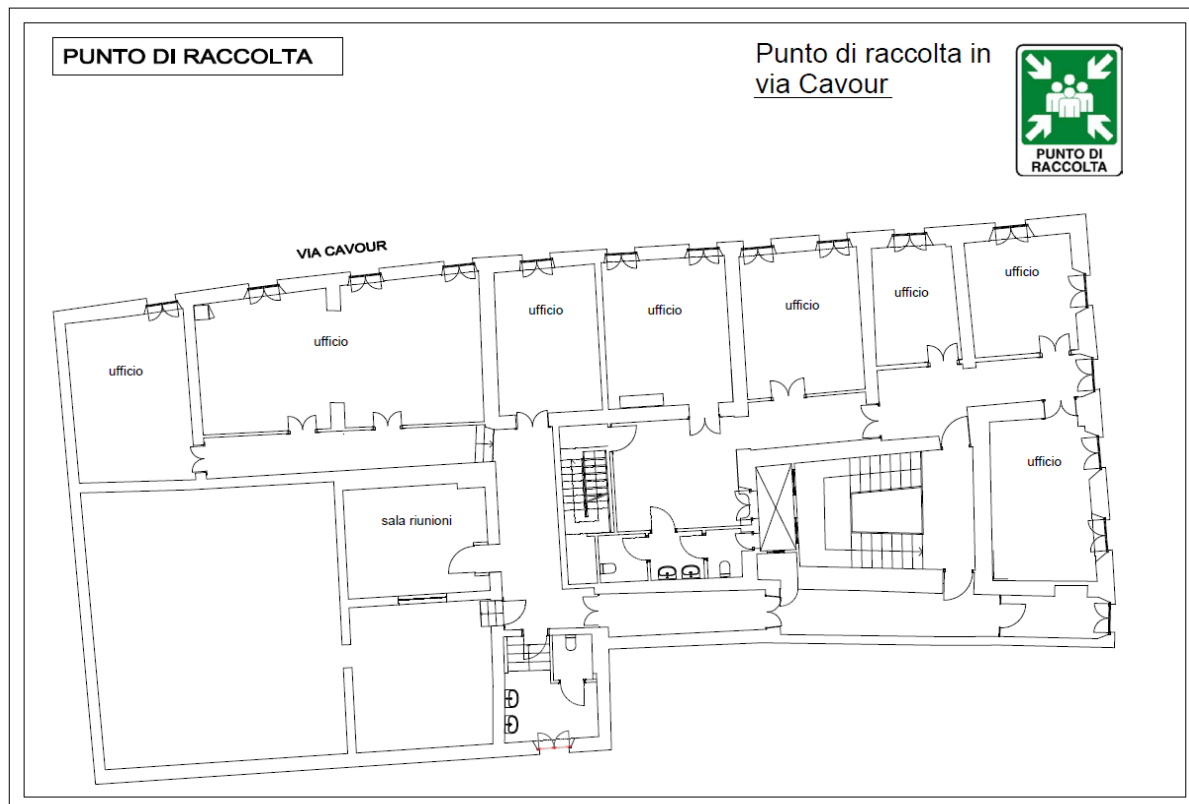 PUNTO DI RACCOLTA
Punto di raccolta in
via Cavour
PUNTO DI
RACCOLTA
VIA CAVOUR
ufficio
ufficio
ufficio
ufficio
ufficio
ufficio
ufficio
ufficio
sala riunioni